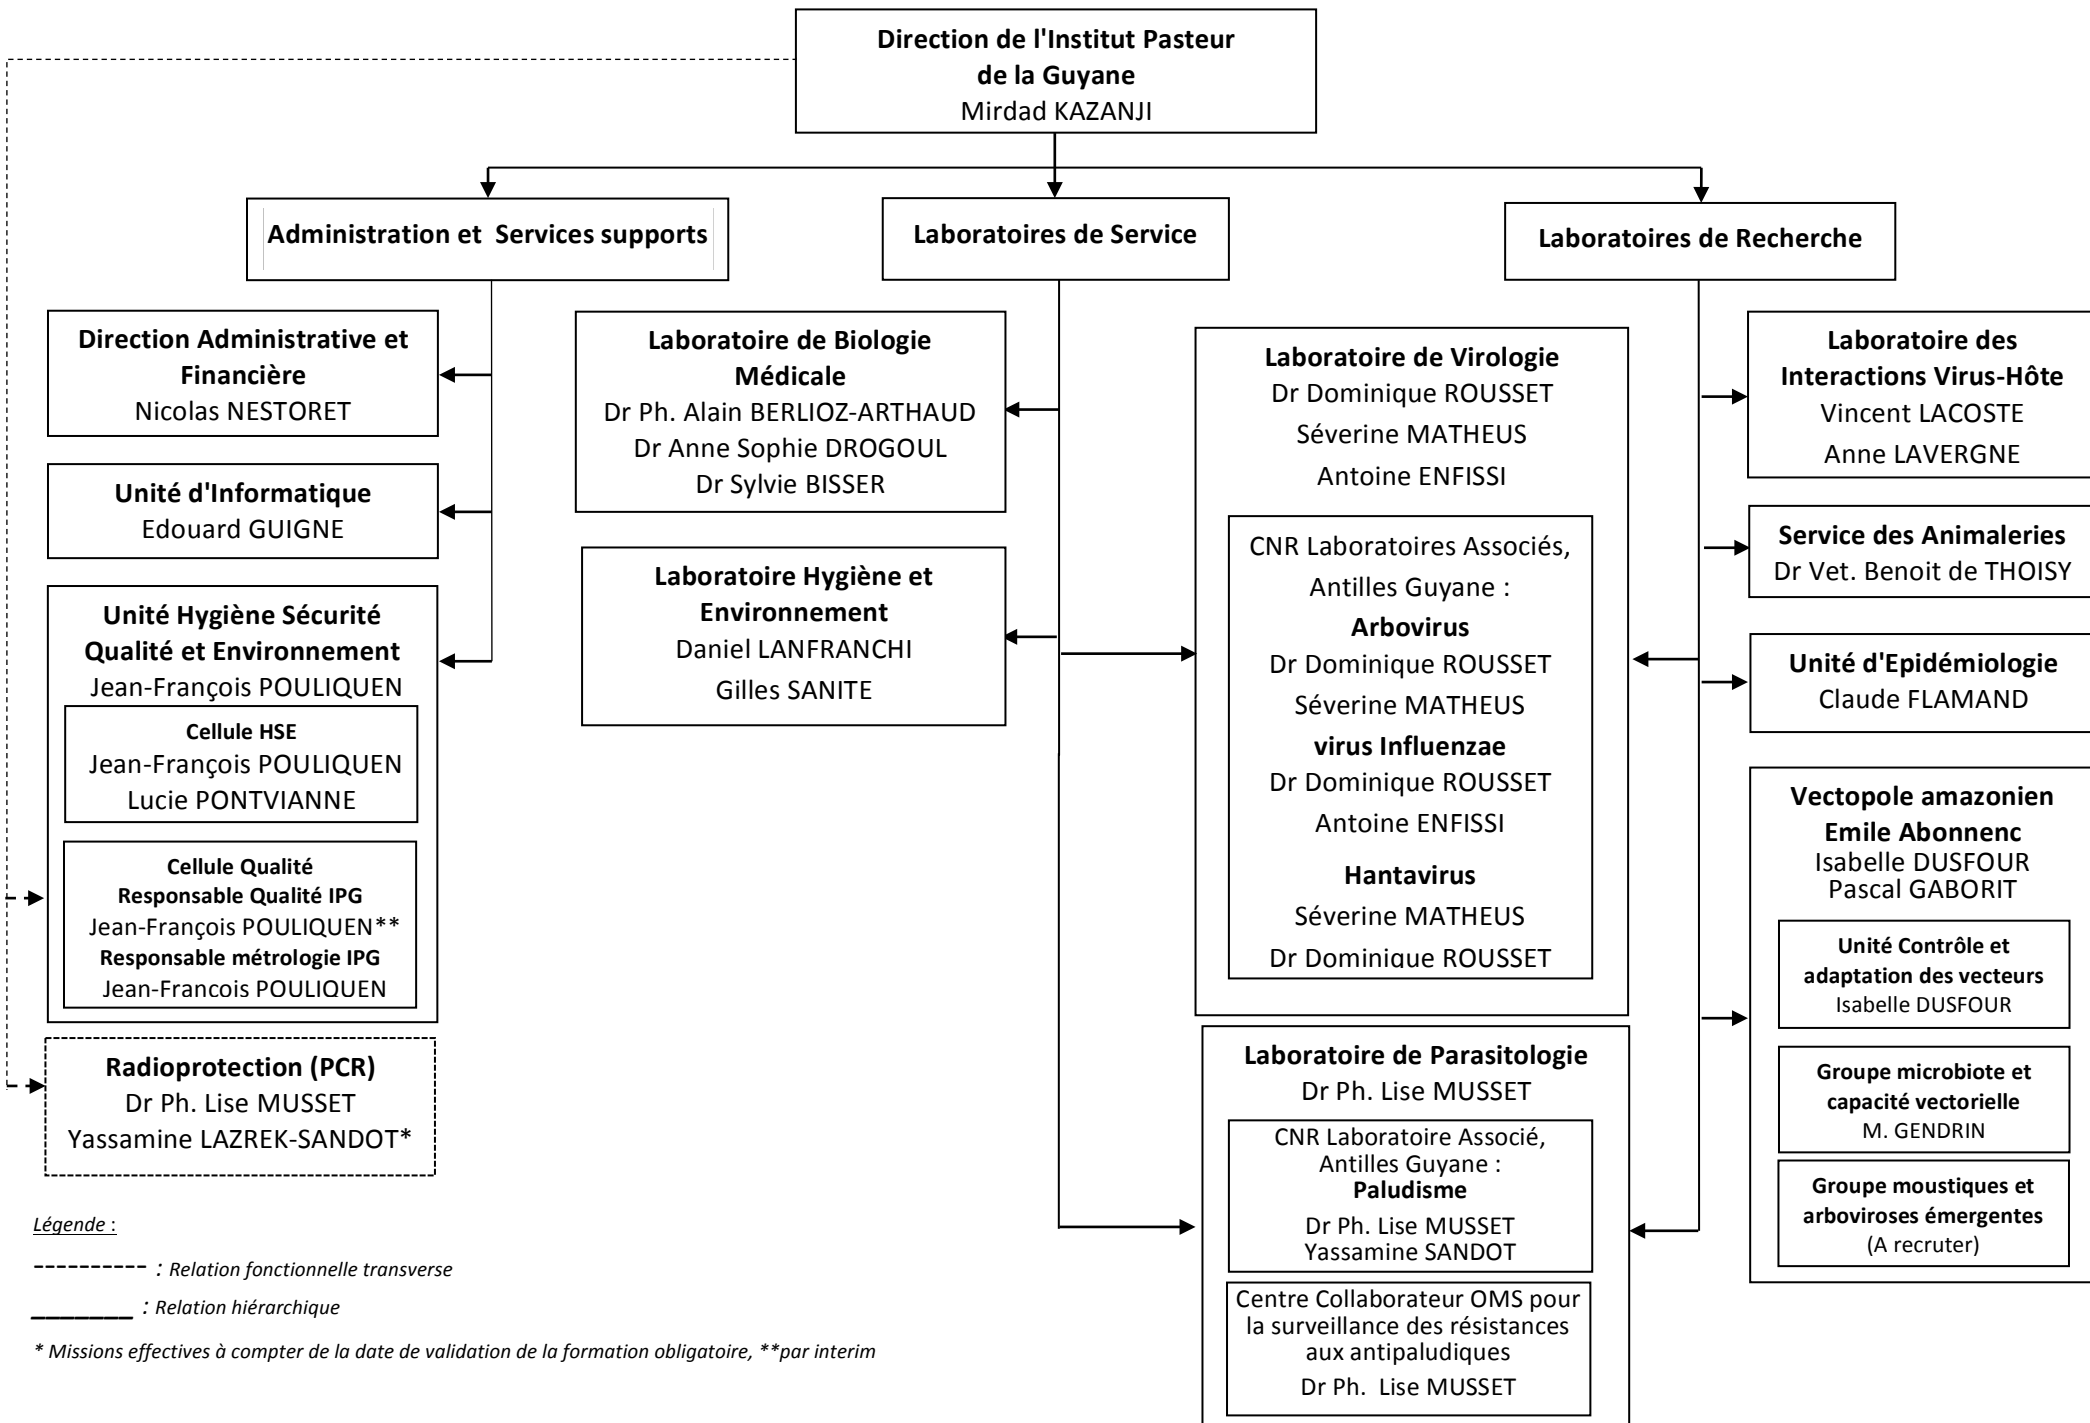 Direction de l'Institut Pasteur
de la Guyane
Mirdad KAZANJI
Administration et  Services supports
Laboratoires de Service
Laboratoires de Recherche
Direction Administrative et
Financière
Nicolas NESTORET
Unité d'Informatique
Edouard GUIGNE
Unité Hygiène Sécurité
Qualité et Environnement
Jean-François POULIQUEN
Cellule HSE
Jean-François POULIQUEN
Lucie PONTVIANNE
Cellule Qualité
Responsable Qualité IPG
Jean-François POULIQUEN**
Responsable métrologie IPG
Jean-François POULIQUEN
Radioprotection (PCR)
Dr Ph. Lise MUSSET
Yassamine LAZREK-SANDOT*
Laboratoire de Biologie
Médicale
Dr Ph. Alain BERLIOZ-ARTHAUD
Dr Anne Sophie DROGOUL
Dr Sylvie BISSER
Laboratoire Hygiène et
Environnement
Daniel LANFRANCHI
Gilles SANITE
Laboratoire de Virologie
Dr Dominique ROUSSET
Séverine MATHEUS
Antoine ENFISSI
CNR Laboratoires Associés,
Antilles Guyane :
Arbovirus
Dr Dominique ROUSSET
Séverine MATHEUS
virus Influenzae
Dr Dominique ROUSSET
Antoine ENFISSI
Hantavirus
Séverine MATHEUS
Dr Dominique ROUSSET
Laboratoire de Parasitologie
Dr Ph. Lise MUSSET
CNR Laboratoire Associé,
Antilles Guyane :
Paludisme
Dr Ph. Lise MUSSET
Yassamine SANDOT
Centre Collaborateur OMS pour
la surveillance des résistances
aux antipaludiques
Dr Ph.  Lise MUSSET
Laboratoire des
Interactions Virus-Hôte
Vincent LACOSTE
Anne LAVERGNE
Service des Animaleries
Dr Vet. Benoit de THOISY
Unité d'Epidémiologie
Claude FLAMAND
Vectopole amazonien
Emile Abonnenc
Isabelle DUSFOUR
Pascal GABORIT
Unité Contrôle et
adaptation des vecteurs
Isabelle DUSFOUR
Groupe microbiote et
capacité vectorielle
M. GENDRIN
Groupe moustiques et
arboviroses émergentes
(A recruter)
Légende :
---------- : Relation fonctionnelle transverse
_______ : Relation hiérarchique
* Missions effectives à compter de la date de validation de la formation obligatoire, **par interim